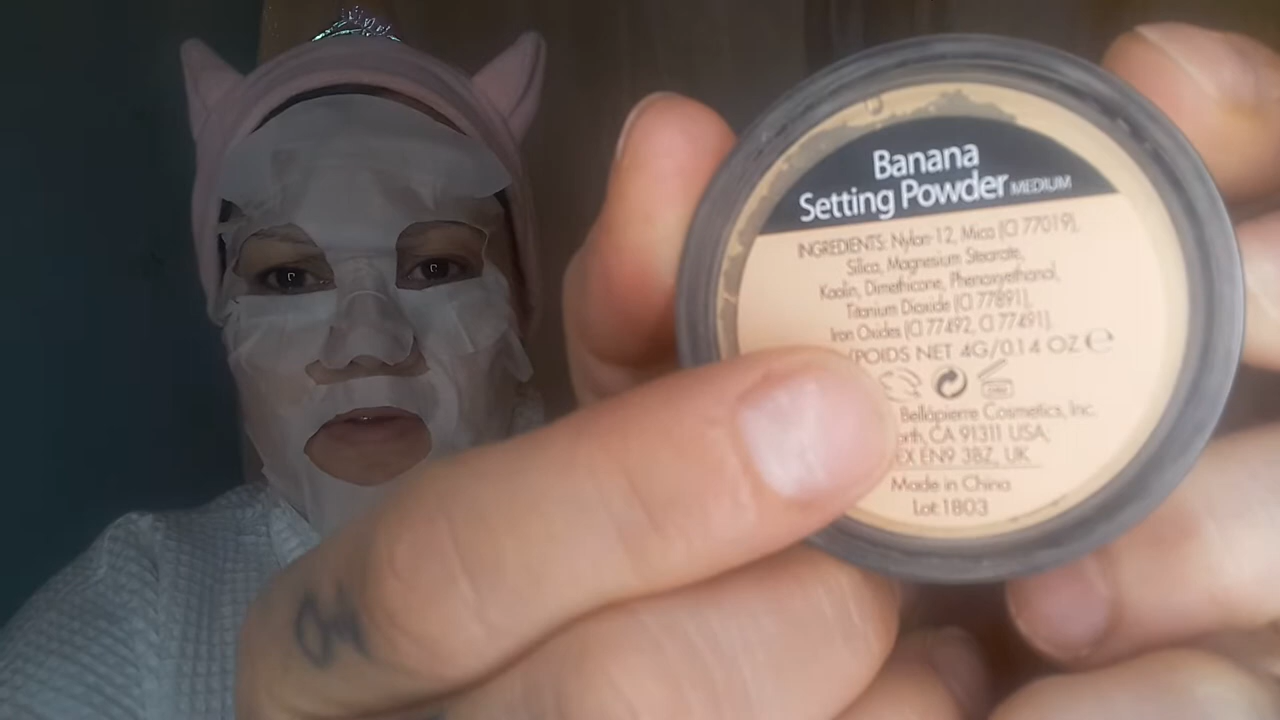 Banana
Setting Powder MEDIUM
INGREDIENTS: Nylon-12, Mica (CI 77019),
Silica, Magnesium Stearate,
Kaolin, Dimethicone, Phenoxyethanol,
Titanium Dioxide (CI 77891),
Iron Oxides (CI 77492, CI 77491).
/POIDS NET 4G/0.14 OZ ℮
Bellápierre Cosmetics, Inc.
CA 91311 USA,
EX EN9 3BZ, UK
Made in China
Lot:1803